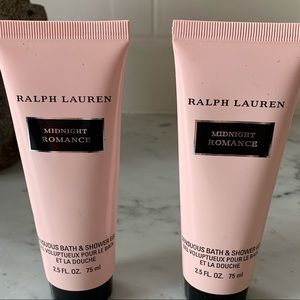 RALPH LAUREN
MIDNIGHT
ROMANCE
BATH & SHOWER
VOLUPTUEUX POUR LE BAIN
ET LA DOUCHE
2.5 FL. OZ. 75 ml
RALPH LAUREN
MIDNIGHT
ROMANCE
BATH & SHOWER
VOLUPTUEUX POUR LE
ET LA DOUCHE
2.5 FL. OZ. 75 ml